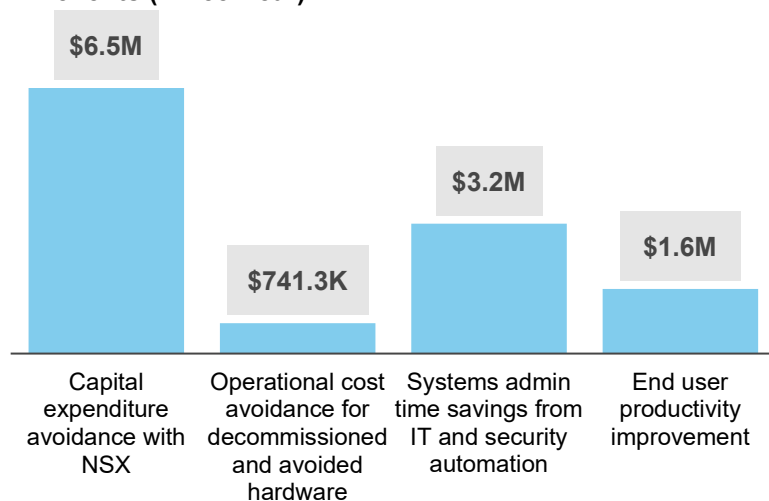 $6.5M
$741.3K
$3.2M
$1.6M
Capital
expenditure
avoidance with
NSX
Operational cost
avoidance for
decommissioned
and avoided
hardware
Systems admin
time savings from
IT and security
automation
End user
productivity
improvement